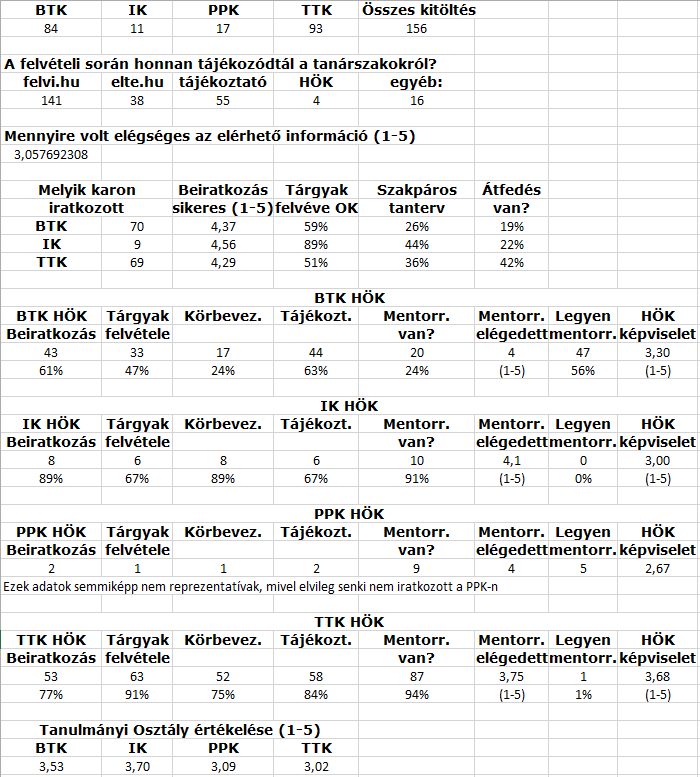 BTK IK PPK TTK Összes kitöltés
84 11 17 93 156
A felvételi során honnan tájékozódtál a tanárszakokról?
felvi.hu elte.hu tájékoztató HÖK egyéb:
141 38 55 4 16
Mennyire volt elégséges az elérhető információ (1-5)
3,057692308
Melyik karon Beiratkozás Tárgyak Szakpáros Átfedés
iratkozott sikeres (1-5) felvéve OK tanterv van?
BTK 70 4,37 59% 26% 19%
IK 9 4,56 89% 44% 22%
TTK 69 4,29 51% 36% 42%
BTK HÖK
BTK HÖK Tárgyak Körbevez. Tájékozt. Mentorr. Mentorr. Legyen HÖK
Beiratkozás felvétele van? elégedett mentorr. képviselet
43 33 17 44 20 4 47 3,30
61% 47% 24% 63% 24% (1-5) 56% (1-5)
IK HÖK
IK HÖK Tárgyak Körbevez. Tájékozt. Mentorr. Mentorr. Legyen HÖK
Beiratkozás felvétele van? elégedett mentorr. képviselet
8 6 8 6 10 4,1 0 3,00
89% 67% 89% 67% 91% (1-5) 0% (1-5)
PPK HÖK
PPK HÖK Tárgyak Körbevez. Tájékozt. Mentorr. Mentorr. Legyen HÖK
Beiratkozás felvétele van? elégedett mentorr. képviselet
2 1 1 2 9 4 5 2,67
Ezek adatok semmiképp nem reprezentatívak, mivel elvileg senki nem iratkozott a PPK-n
TTK HÖK
TTK HÖK Tárgyak Körbevez. Tájékozt. Mentorr. Mentorr. Legyen HÖK
Beiratkozás felvétele van? elégedett mentorr. képviselet
53 63 52 58 87 3,75 1 3,68
77% 91% 75% 84% 94% (1-5) 1% (1-5)
Tanulmányi Osztály értékelése (1-5)
BTK IK PPK TTK
3,53 3,70 3,09 3,02